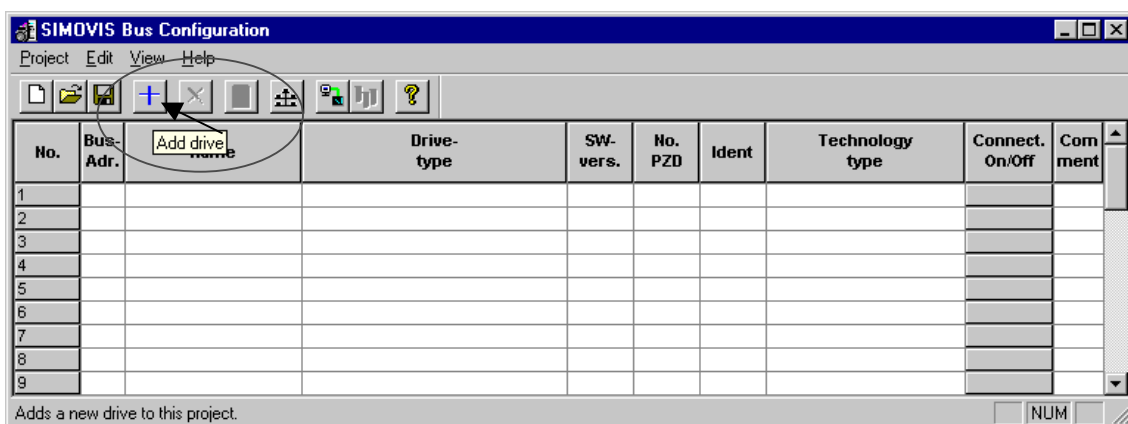 SIMOVIS Bus Configuration
Project Edit View Help
Add drive
No. Bus- Drive- SW- No. Ident Technology Connect. Com
Adr. name type vers. PZD type On/Off ment
1
2
3
4
5
6
7
8
9
Adds a new drive to this project. NUM